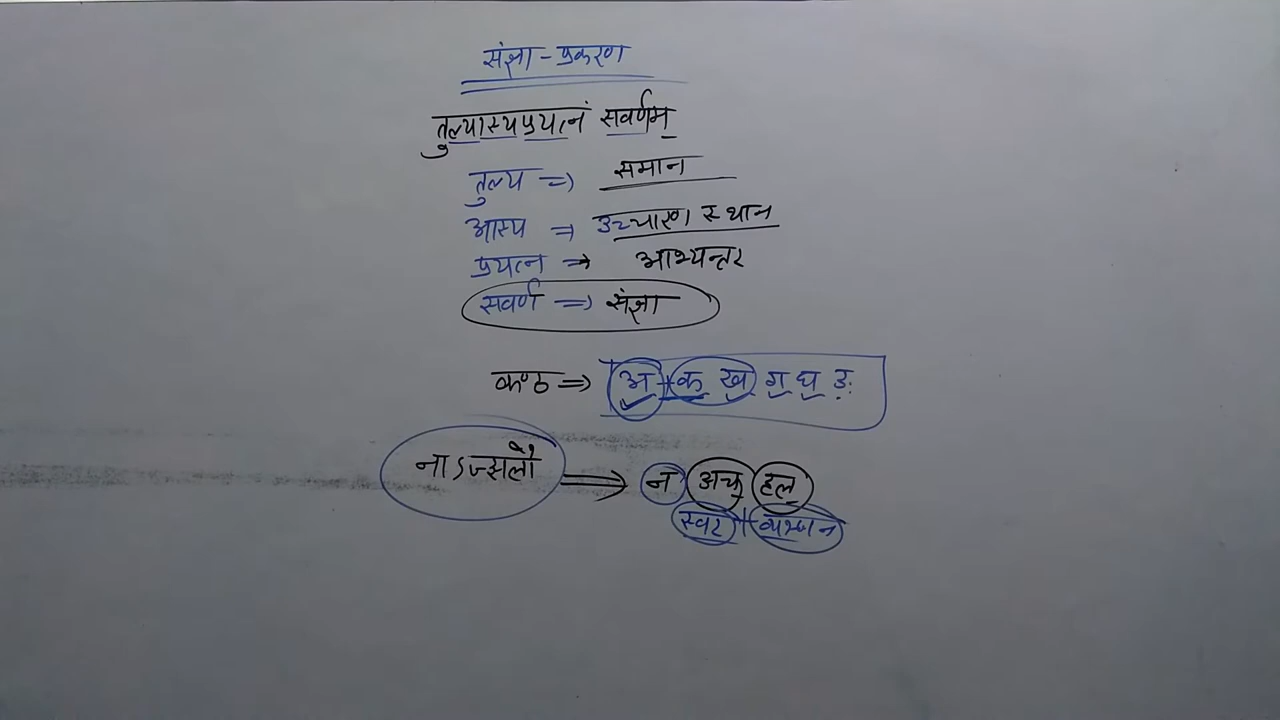 संज्ञा - प्रकरण
तुल्यास्यप्रयत्नं सवर्णम्
तुल्य => समान
आस्य => उच्चारण स्थान
प्रयत्न => आभ्यन्तर
सवर्ण => संज्ञा
कण्ठ => अ + क ख ग घ ङ
नाऽज्झलौ => न अच् हल्
स्वर + व्यञ्जन